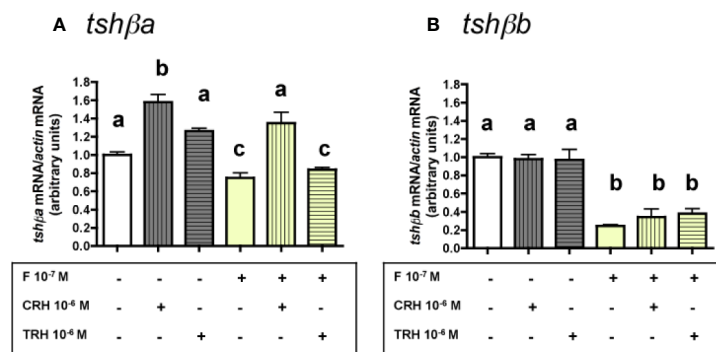 A tshβa
b
a
a
a
c
c
tshβa mRNA/actin mRNA
(arbitrary units)
1.8
1.6
1.4
1.2
1.0
0.8
0.6
0.4
0.2
0.0
F 10⁻⁷ M - - - + + +
CRH 10⁻⁶ M - + - - + -
TRH 10⁻⁶ M - - + - - +
B tshβb
a a a
b b b
tshβb mRNA/actin mRNA
(arbitrary units)
1.8
1.6
1.4
1.2
1.0
0.8
0.6
0.4
0.2
0.0
F 10⁻⁷ M - - - + + +
CRH 10⁻⁶ M - + - - + -
TRH 10⁻⁶ M - - + - - +